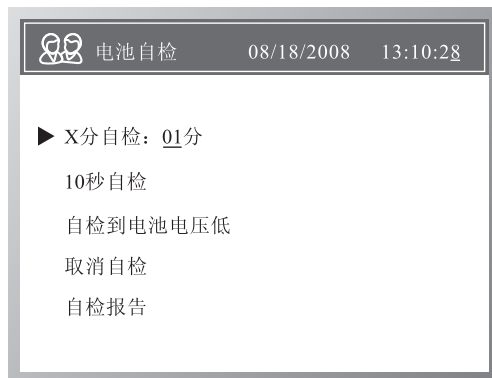 电池自检 08/18/2008 13:10:28
X分自检：01分
10秒自检
自检到电池电压低
取消自检
自检报告